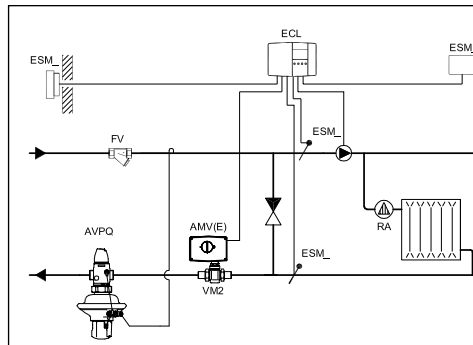 ECL
ESM_
ESM_
FV
ESM_
AVPQ
AMV(E)
RA
ESM_
VM2